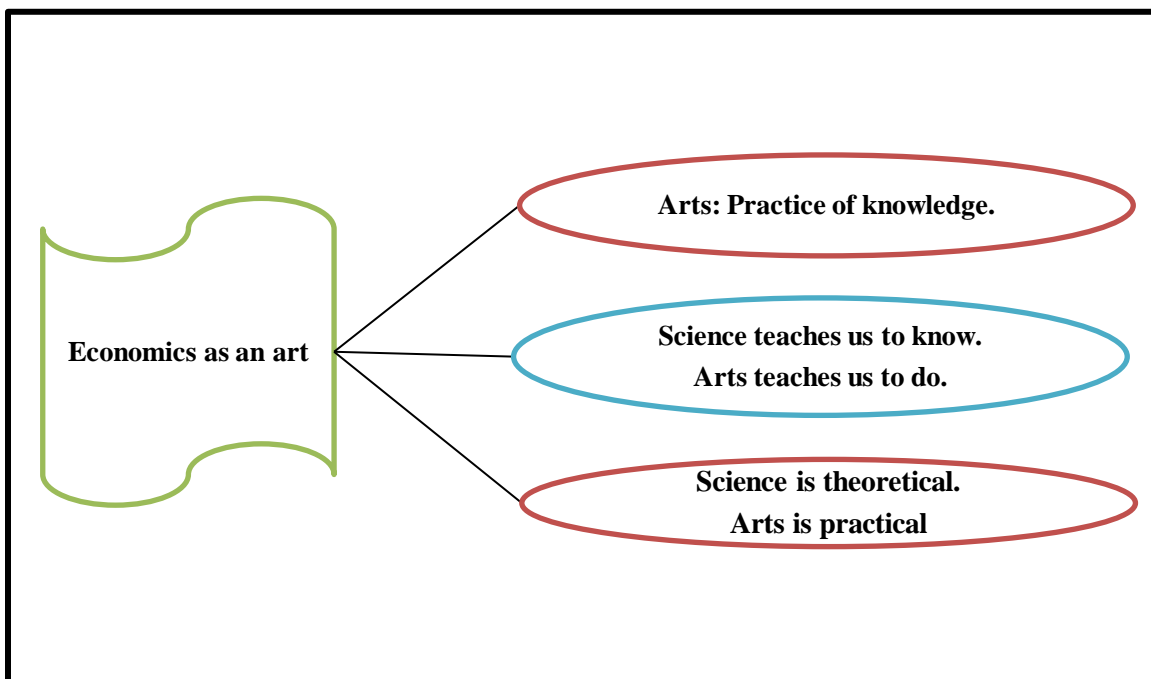 Economics as an art
Arts: Practice of knowledge.
Science teaches us to know.
Arts teaches us to do.
Science is theoretical.
Arts is practical